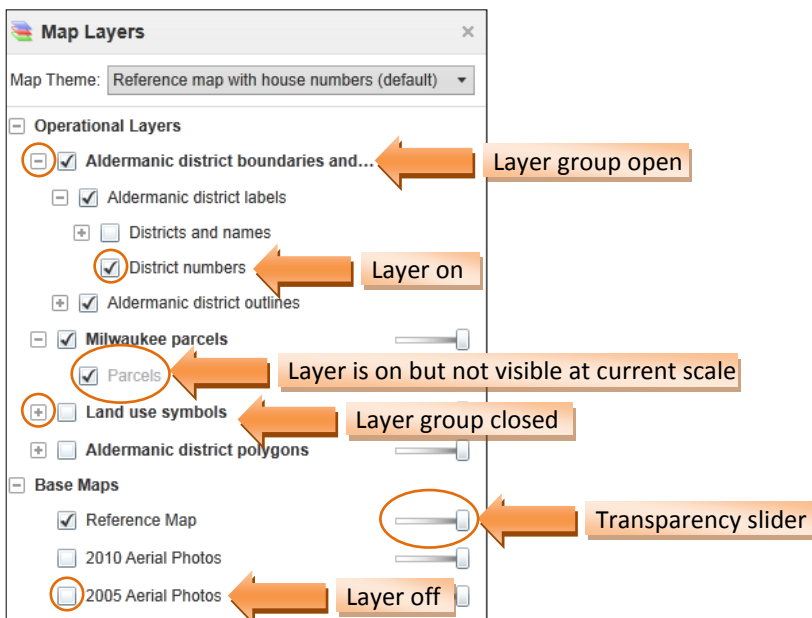 Map Layers
Map Theme: Reference map with house numbers (default)
Operational Layers
Aldermanic district boundaries and...
Layer group open
Aldermanic district labels
Districts and names
District numbers
Layer on
Aldermanic district outlines
Milwaukee parcels
Parcels
Layer is on but not visible at current scale
Land use symbols
Layer group closed
Aldermanic district polygons
Base Maps
Reference Map
Transparency slider
2010 Aerial Photos
2005 Aerial Photos
Layer off